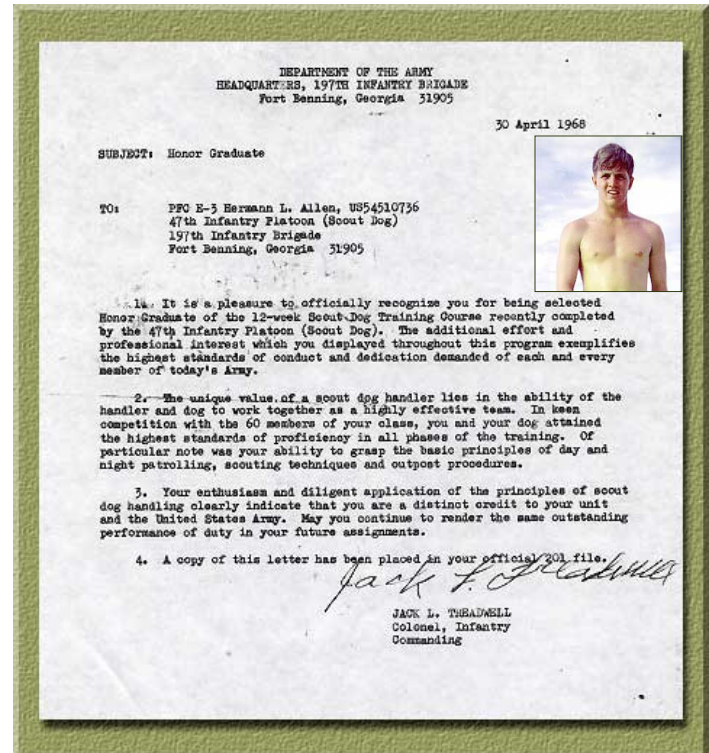 DEPARTMENT OF THE ARMY
HEADQUARTERS, 197TH INFANTRY BRIGADE
Fort Benning, Georgia 31905
30 April 1968
SUBJECT: Honor Graduate
TO: PFC E-3 Hermann L. Allen, US54510736
47th Infantry Platoon (Scout Dog)
197th Infantry Brigade
Fort Benning, Georgia 31905
1. It is a pleasure to officially recognize you for being selected
Honor Graduate of the 12-week Scout Dog Training Course recently completed
by the 47th Infantry Platoon (Scout Dog). The additional effort and
professional interest which you displayed throughout this program exemplifies
the highest standards of conduct and dedication demanded of each and every
member of today's Army.
2. The unique value of a scout dog handler lies in the ability of the
handler and dog to work together as a highly effective team. In keen
competition with the 60 members of your class, you and your dog attained
the highest standards of proficiency in all phases of the training. Of
particular note was your ability to grasp the basic principles of day and
night patrolling, scouting techniques and outpost procedures.
3. Your enthusiasm and diligent application of the principles of scout
dog handling clearly indicate that you are a distinct credit to your unit
and the United States Army. May you continue to render the same outstanding
performance of duty in your future assignments.
4. A copy of this letter has been placed in your official 201 file.
Jack L. Treadwell
JACK L. TREADWELL
Colonel, Infantry
Commanding